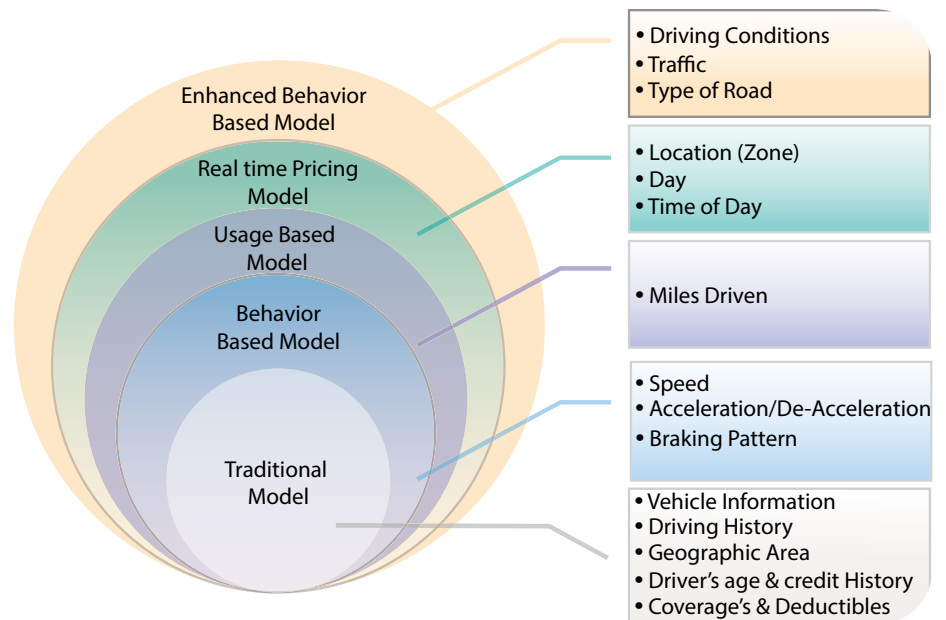 Enhanced Behavior
Based Model
Real time Pricing
Model
Usage Based
Model
Behavior
Based Model
Traditional
Model
• Driving Conditions
• Traffic
• Type of Road
• Location (Zone)
• Day
• Time of Day
• Miles Driven
• Speed
• Acceleration/De-Acceleration
• Braking Pattern
• Vehicle Information
• Driving History
• Geographic Area
• Driver's age & credit History
• Coverage's & Deductibles